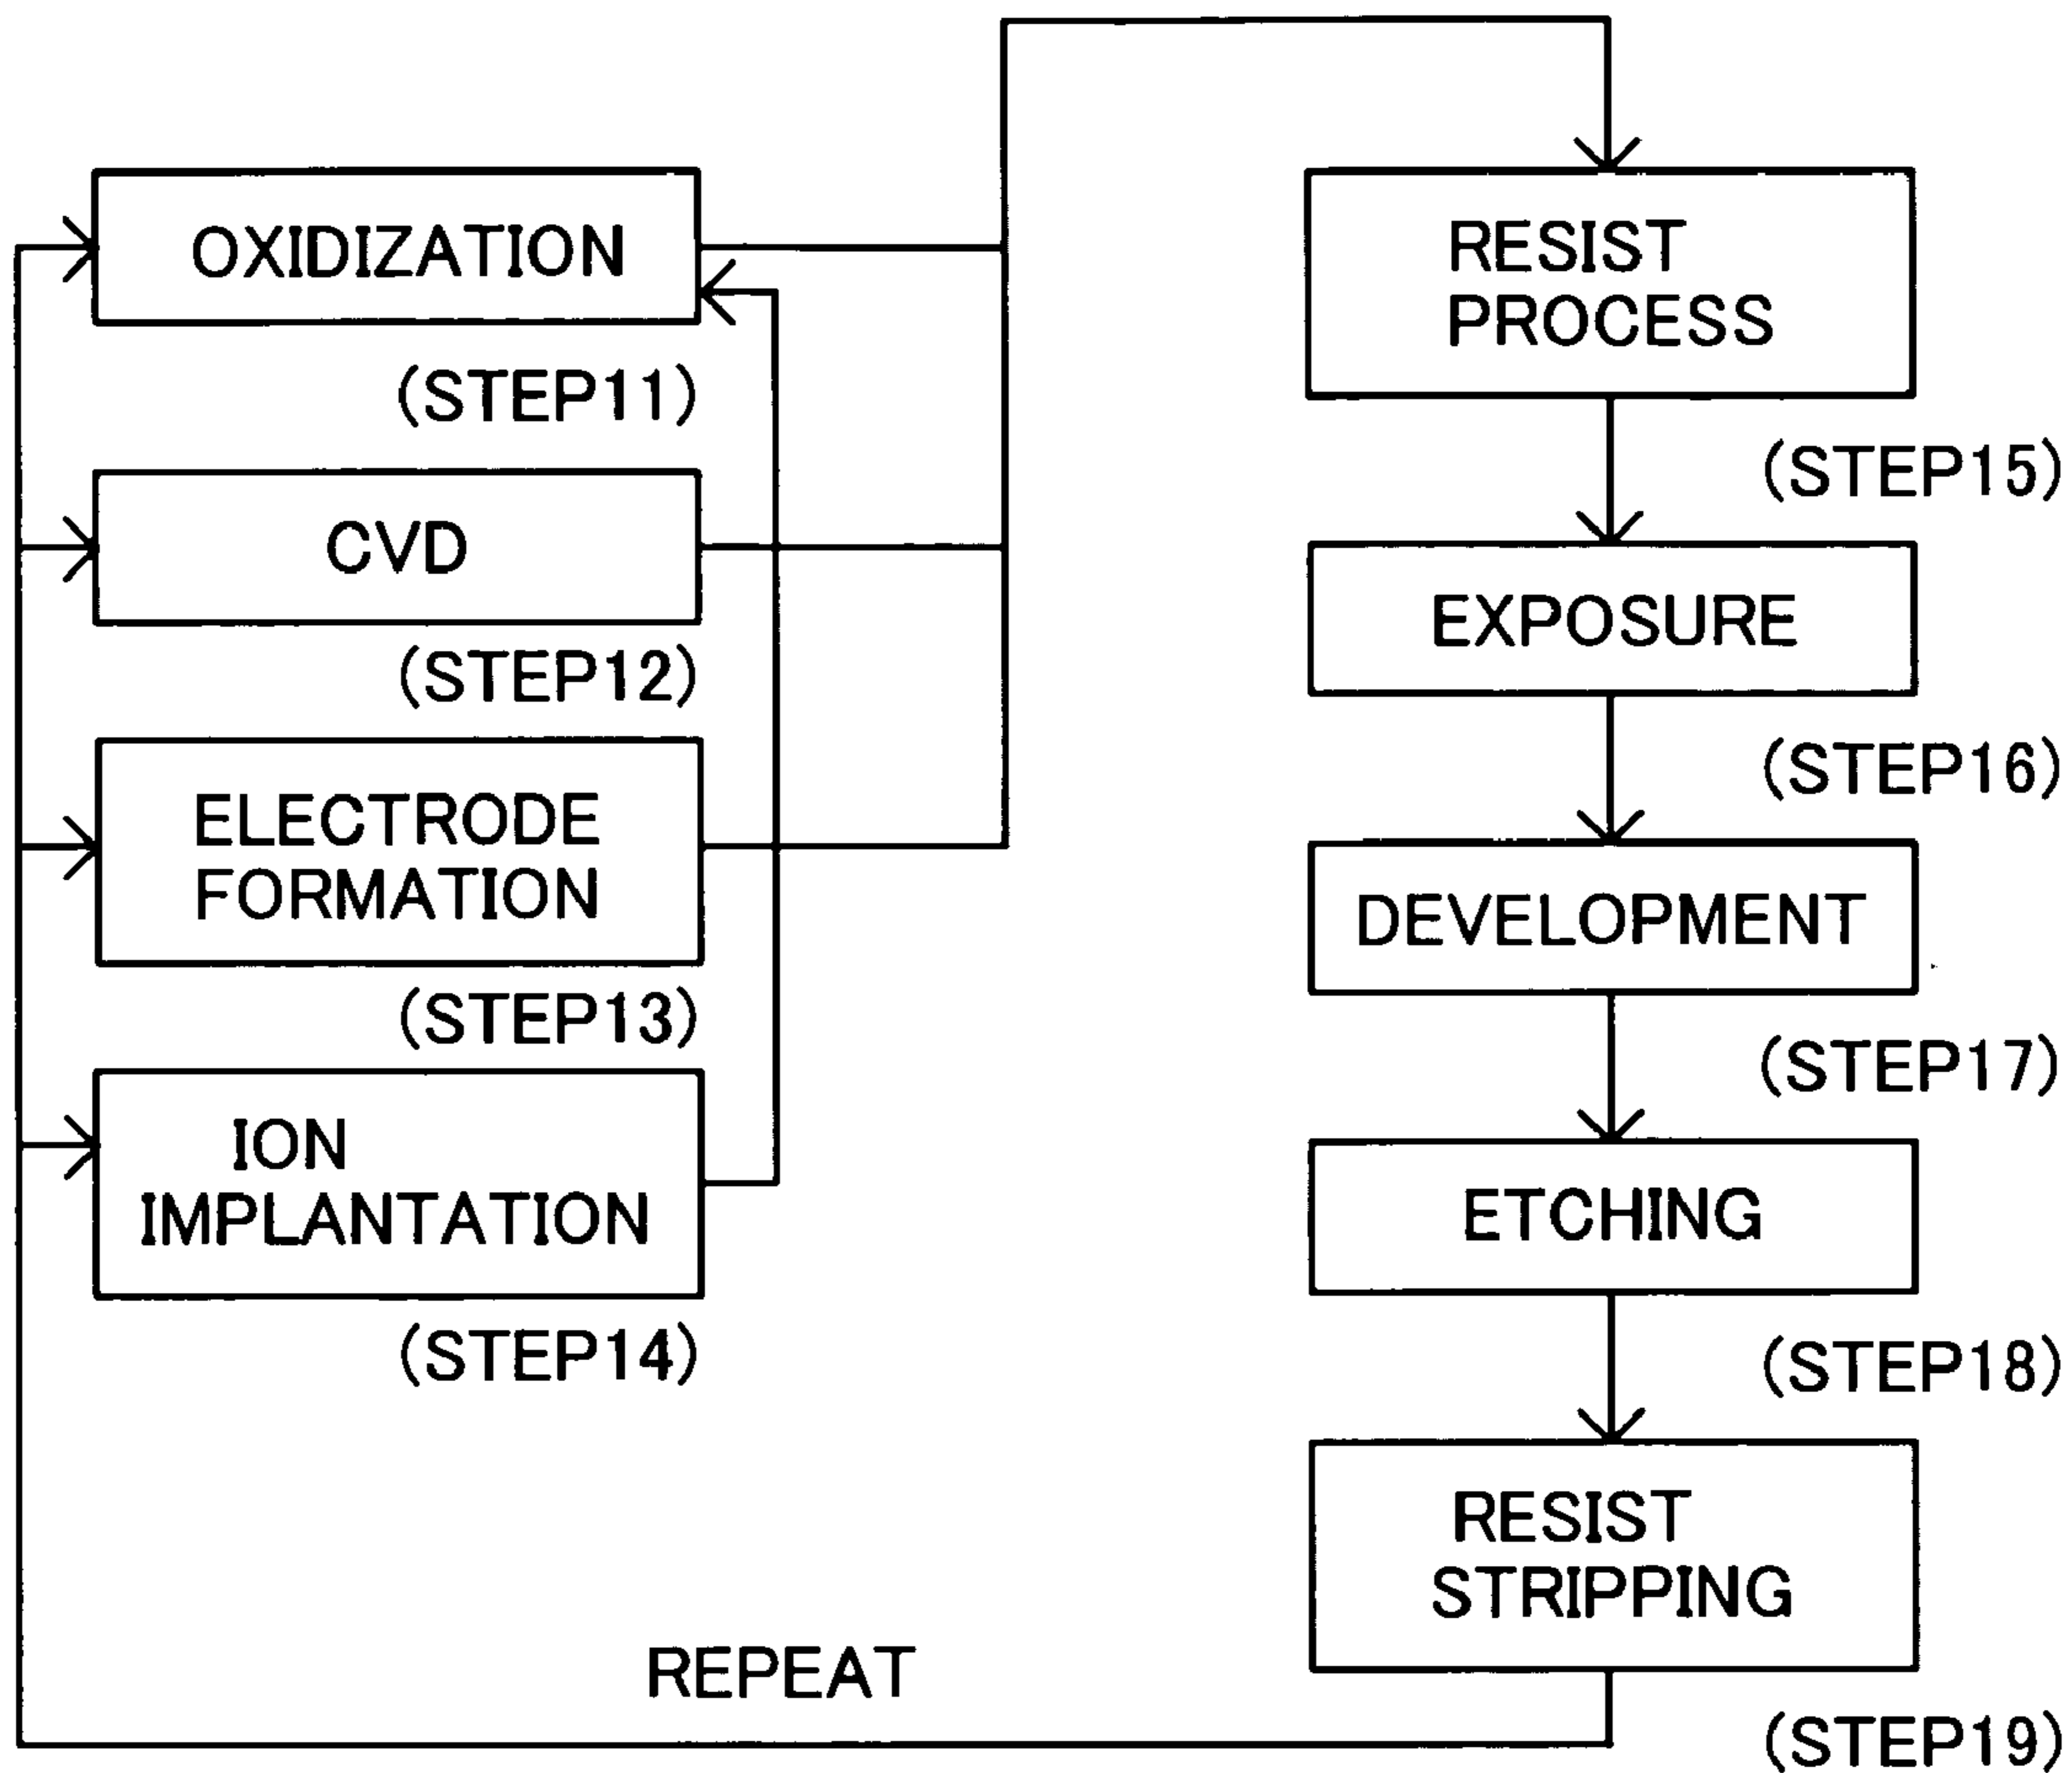 OXIDIZATION
(STEP11)
CVD
(STEP12)
ELECTRODE
FORMATION
(STEP13)
ION
IMPLANTATION
(STEP14)
RESIST
PROCESS
(STEP15)
EXPOSURE
(STEP16)
DEVELOPMENT
(STEP17)
ETCHING
(STEP18)
RESIST
STRIPPING
(STEP19)
REPEAT